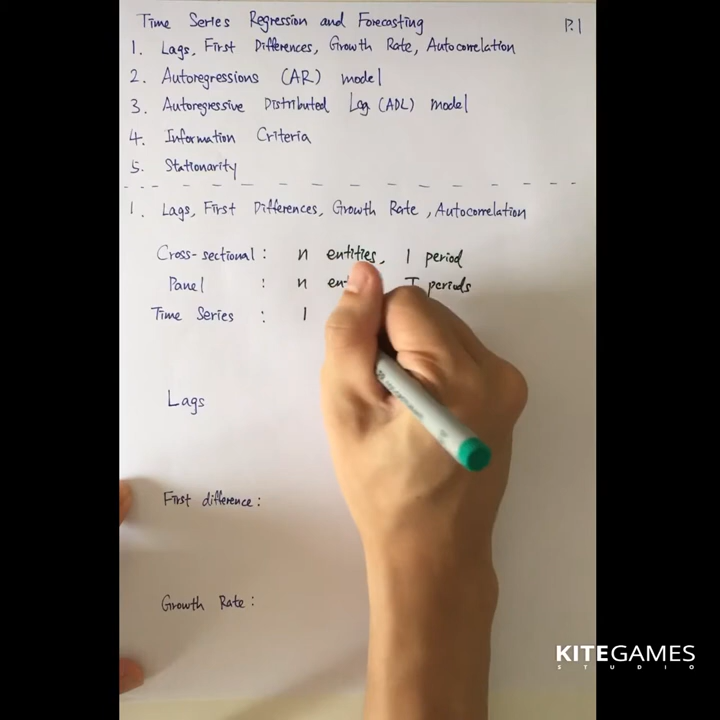 Time Series Regression and Forecasting P.1
1. Lags, First Differences, Growth Rate, Autocorrelation
2. Autoregressions (AR) model
3. Autoregressive Distributed Lag (ADL) model
4. Information Criteria
5. Stationarity
1. Lags, First Differences, Growth Rate, Autocorrelation
Cross-sectional: n entities, 1 period
Panel : n T periods
Time Series : 1
Lags
First difference:
Growth Rate:
KITEGAMES
STUDIO